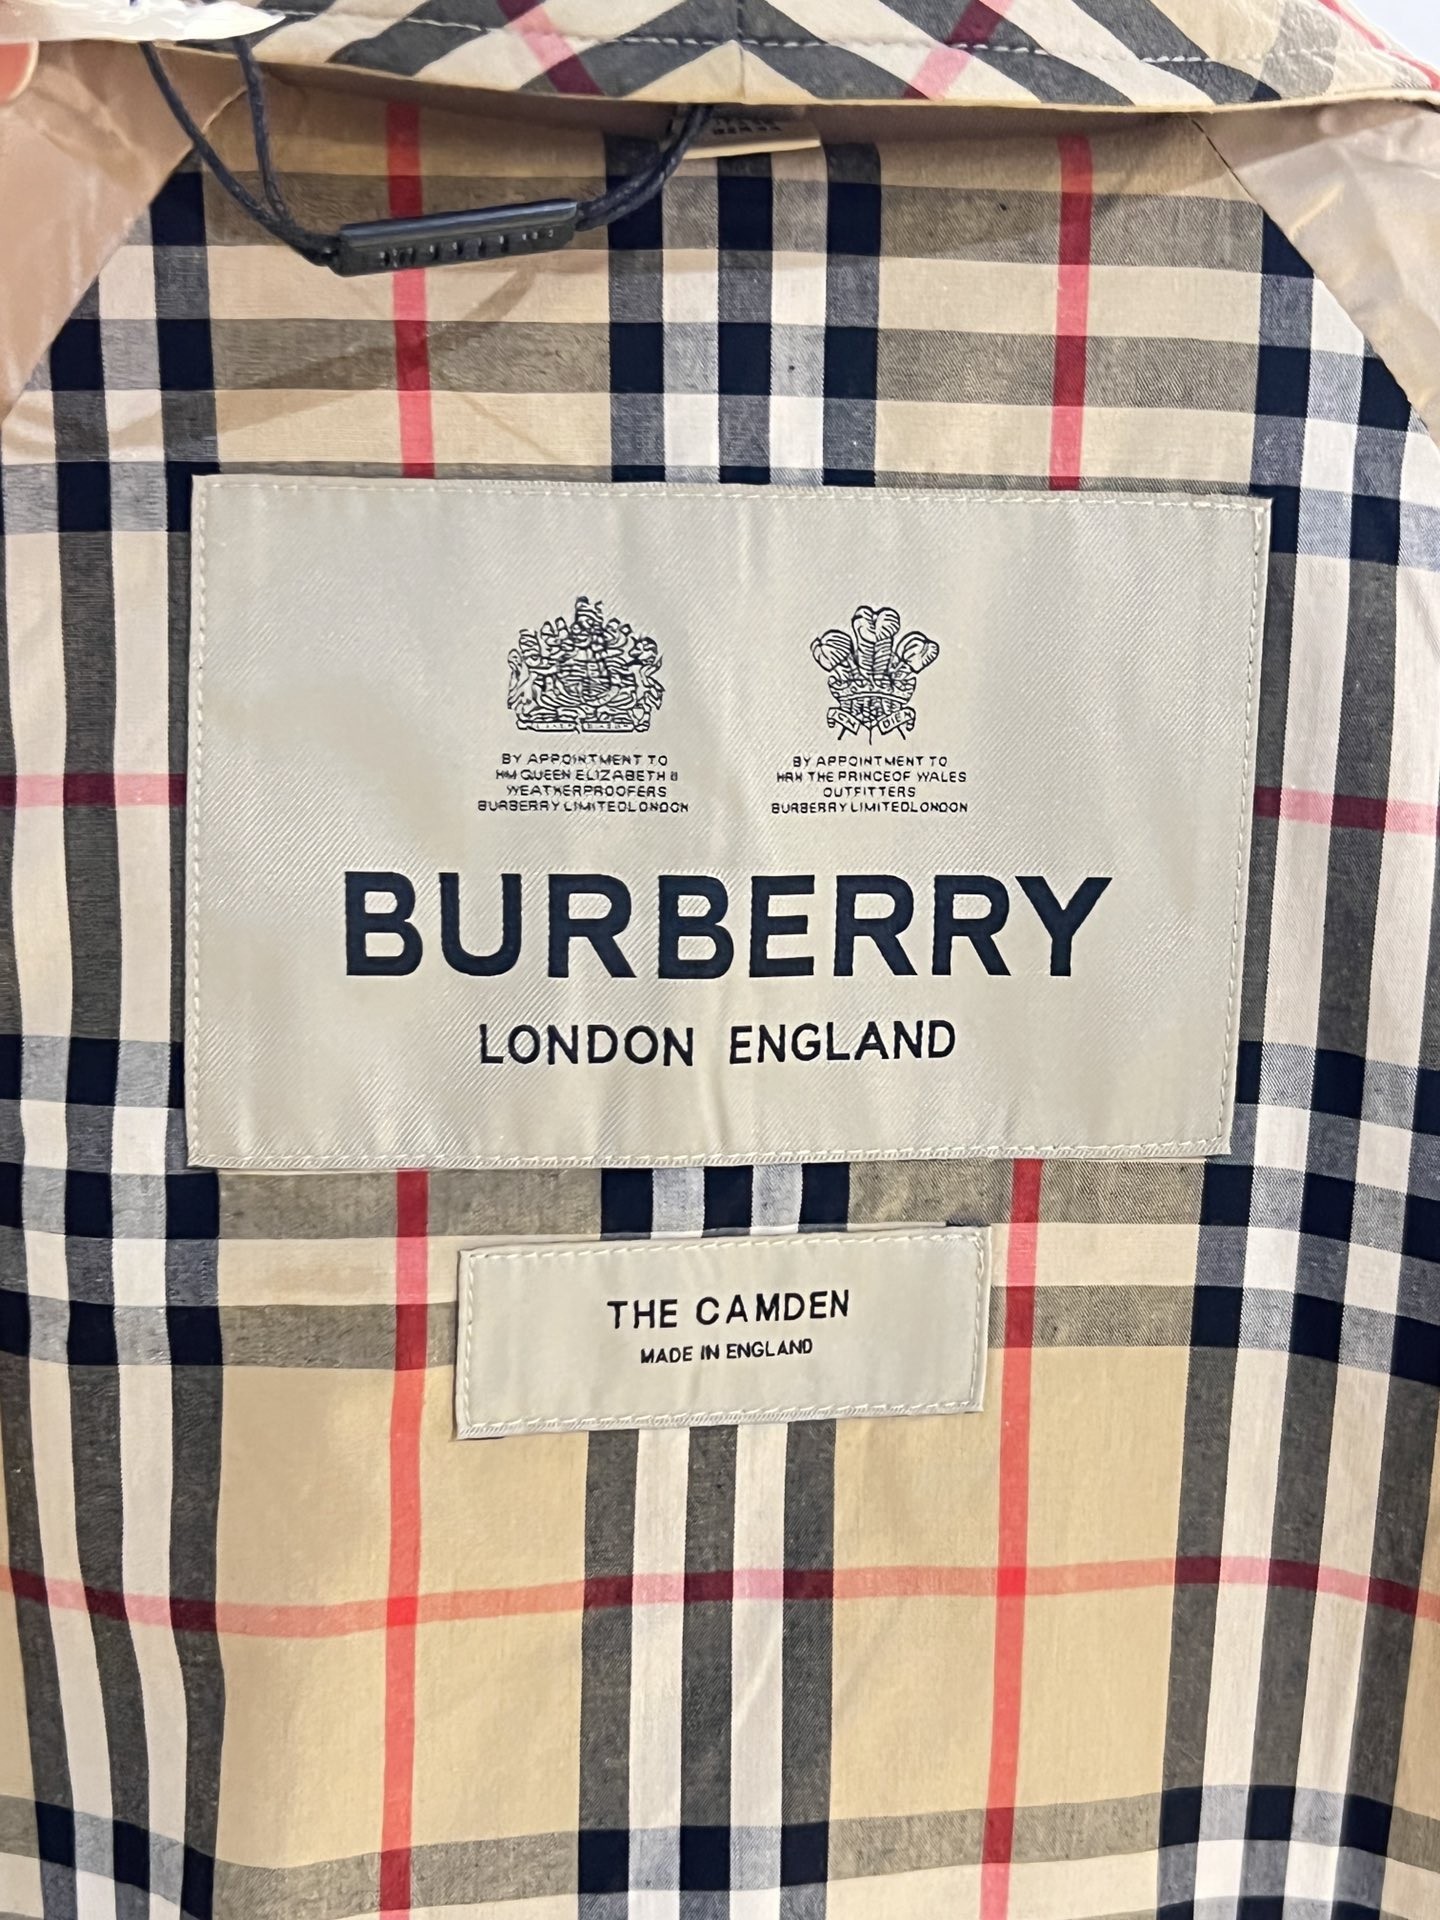 BY APPOINTMENT TO
HM QUEEN ELIZABETH II
WEATHERPROOFERS
BURBERRY LIMITED LONDON
BY APPOINTMENT TO
HRH THE PRINCE OF WALES
OUTFITTERS
BURBERRY LIMITED LONDON
BURBERRY
LONDON ENGLAND
THE CAMDEN
MADE IN ENGLAND